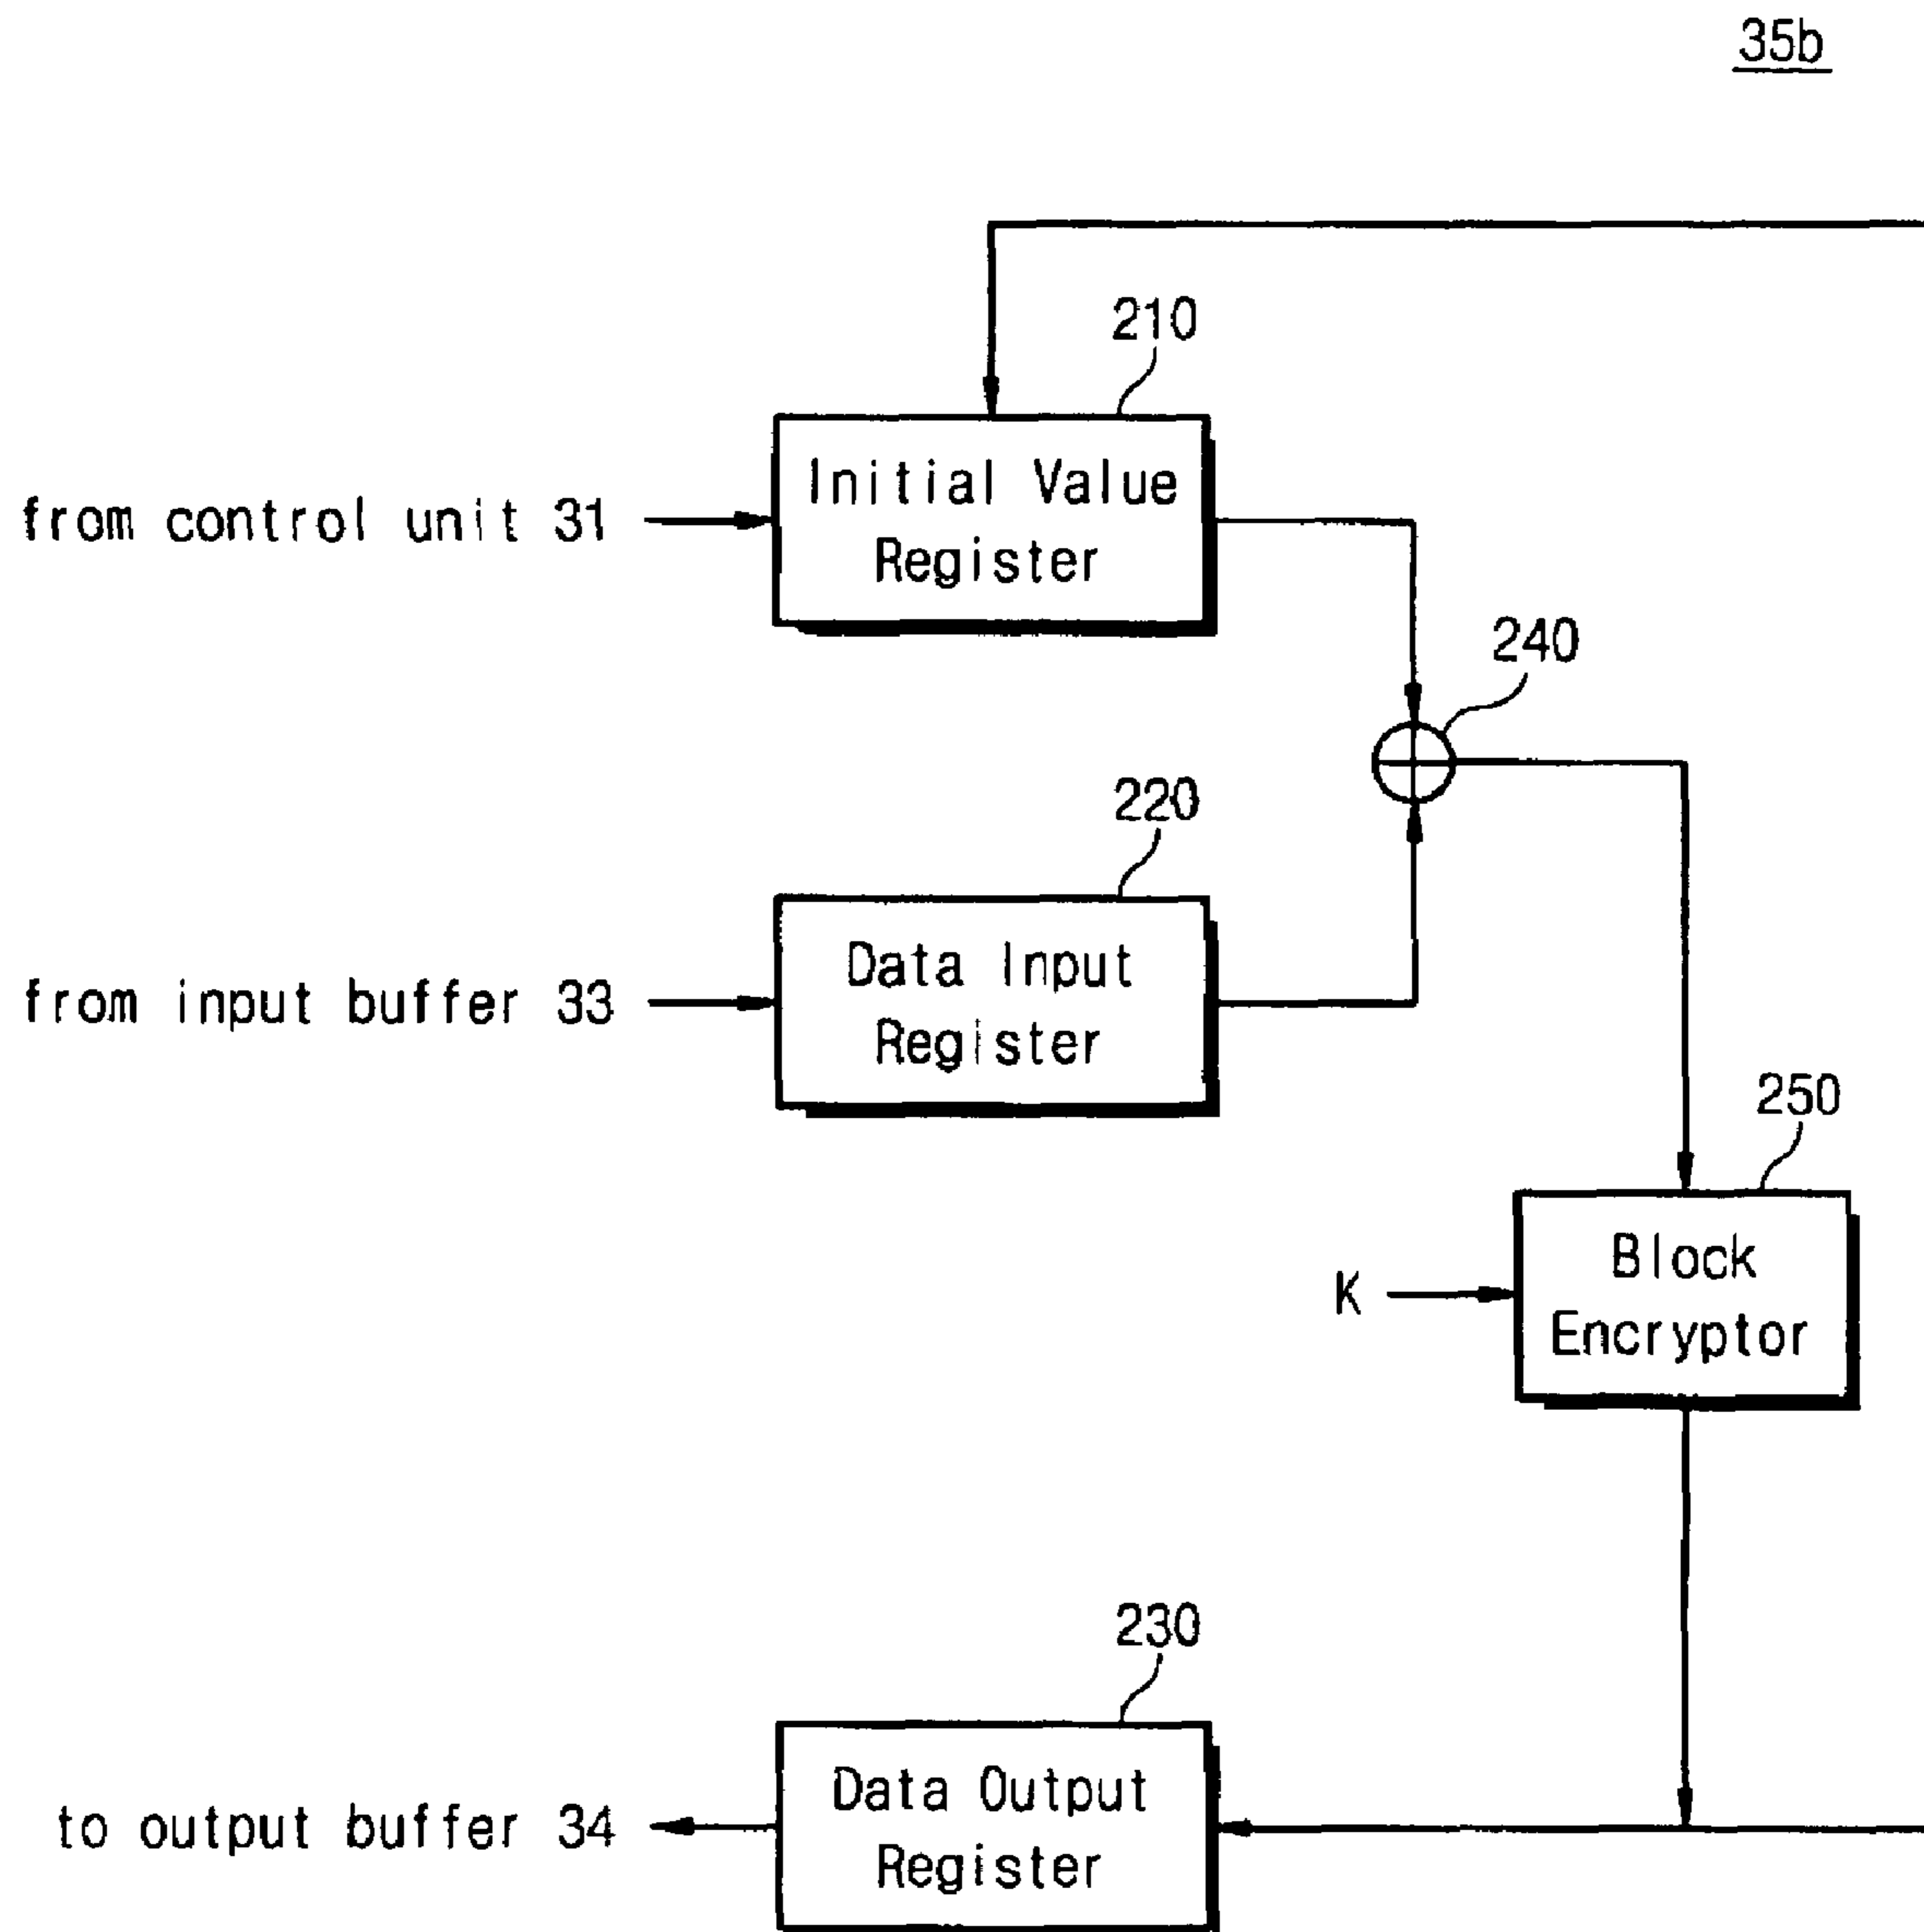 35b
210
from control unit 31
Initial Value
Register
240
220
from input buffer 33
Data Input
Register
250
K
Block
Encryptor
230
to output buffer 34
Data Output
Register